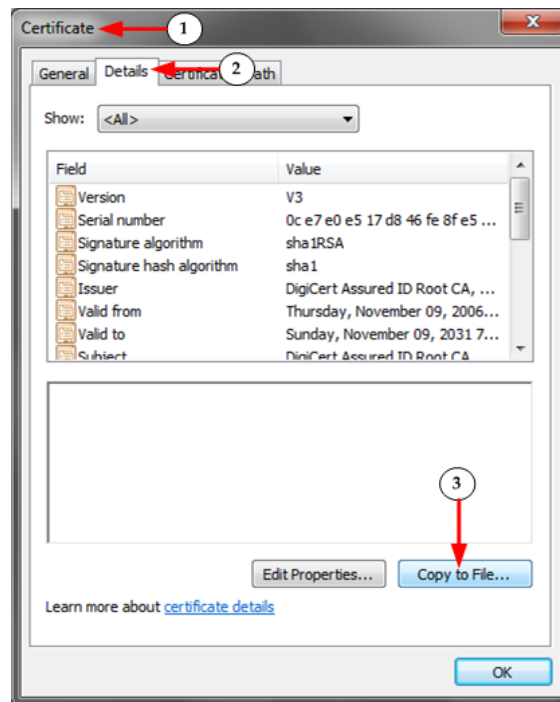 Certificate
1
General
Details
2
Show: <All>
Field Value
Version V3
Serial number 0c e7 e0 e5 17 d8 46 fe 8f e5 ...
Signature algorithm sha1RSA
Signature hash algorithm sha1
Issuer DigiCert Assured ID Root CA, ...
Valid from Thursday, November 09, 2006...
Valid to Sunday, November 09, 2031 7...
Subject DigiCert Assured ID Root CA
3
Edit Properties... Copy to File...
Learn more about certificate details
OK